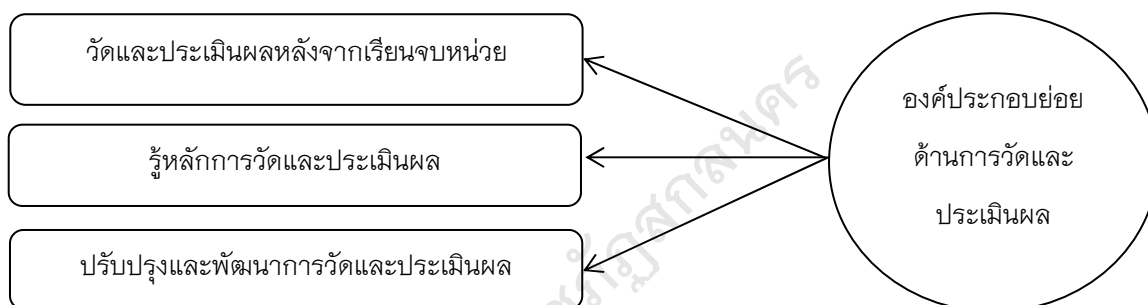 วัดและประเมินผลหลังจากเรียนจบหน่วย
รู้หลักการวัดและประเมินผล
ปรับปรุงและพัฒนาการวัดและประเมินผล
องค์ประกอบย่อย
ด้านการวัดและ
ประเมินผล